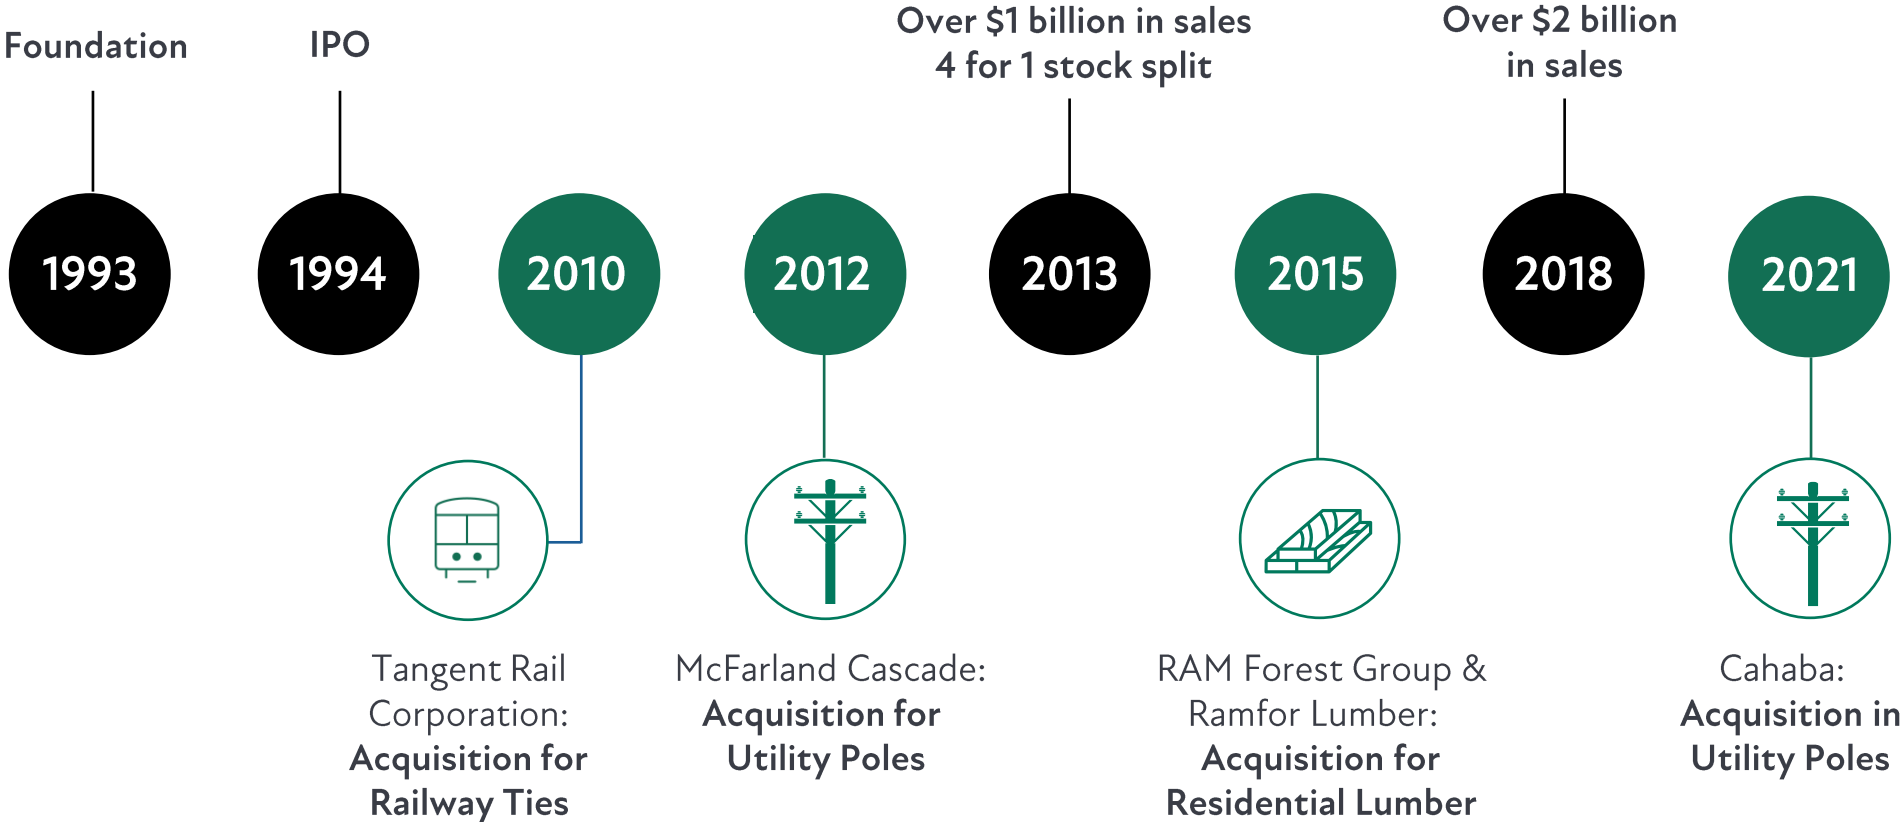 Foundation
IPO
Over $1 billion in sales
4 for 1 stock split
Over $2 billion
in sales
1993
1994
2010
2012
2013
2015
2018
2021
Tangent Rail
Corporation:
Acquisition for
Railway Ties
McFarland Cascade:
Acquisition for
Utility Poles
RAM Forest Group &
Ramfor Lumber:
Acquisition for
Residential Lumber
Cahaba:
Acquisition in
Utility Poles